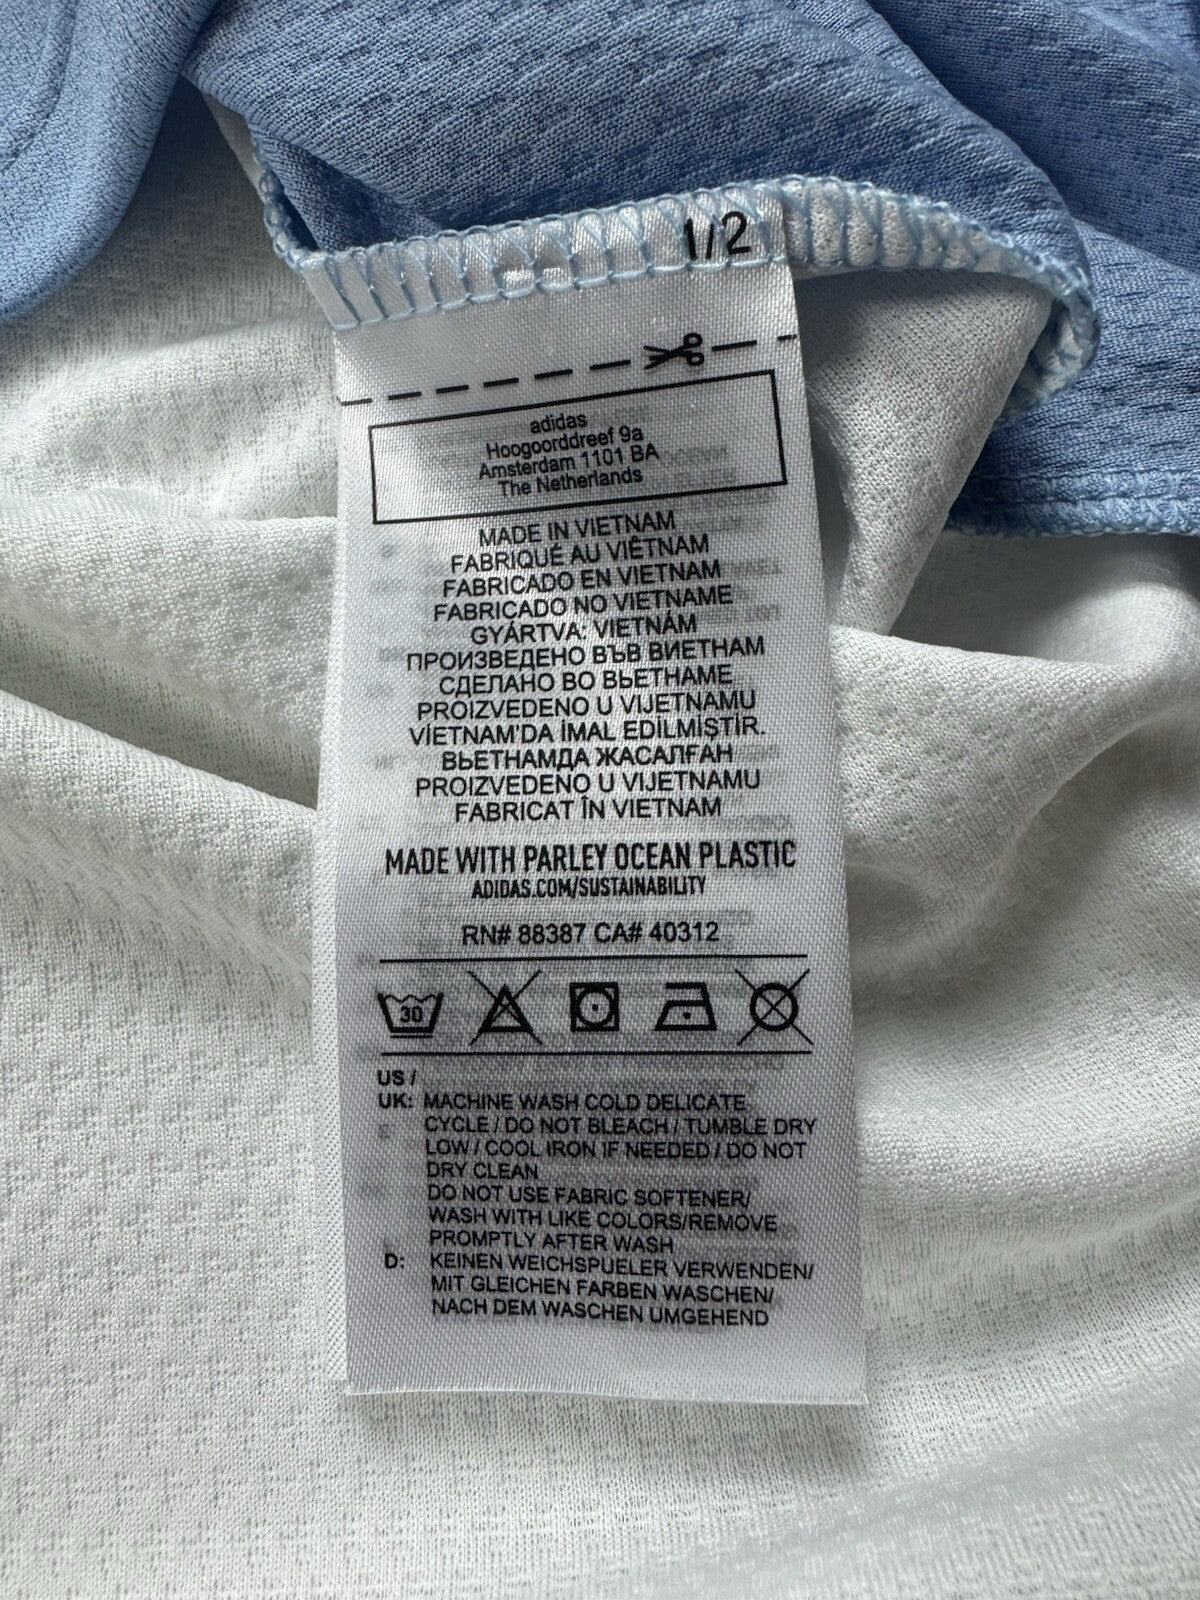 1/2
adidas
Hoogoorddreef 9a
Amsterdam 1101 BA
The Netherlands
MADE IN VIETNAM
FABRIQUÉ AU VIÊTNAM
FABRICADO EN VIETNAM
FABRICADO NO VIETNAME
GYÁRTVA: VIETNÁM
ПРОИЗВЕДЕНО ВЪВ ВИЕТНАМ
СДЕЛАНО ВО ВЬЕТНАМЕ
PROIZVEDENO U VIJETNAMU
VİETNAM'DA İMAL EDİLMİŞTİR.
ВЬЕТНАМДА ЖАСАЛҒАН
PROIZVEDENO U VIJETNAMU
FABRICAT ÎN VIETNAM
MADE WITH PARLEY OCEAN PLASTIC
ADIDAS.COM/SUSTAINABILITY
RN# 88387 CA# 40312
30
US /
UK: MACHINE WASH COLD DELICATE
CYCLE / DO NOT BLEACH / TUMBLE DRY
LOW / COOL IRON IF NEEDED / DO NOT
DRY CLEAN
DO NOT USE FABRIC SOFTENER/
WASH WITH LIKE COLORS/REMOVE
PROMPTLY AFTER WASH
D: KEINEN WEICHSPUELER VERWENDEN/
MIT GLEICHEN FARBEN WASCHEN/
NACH DEM WASCHEN UMGEHEND